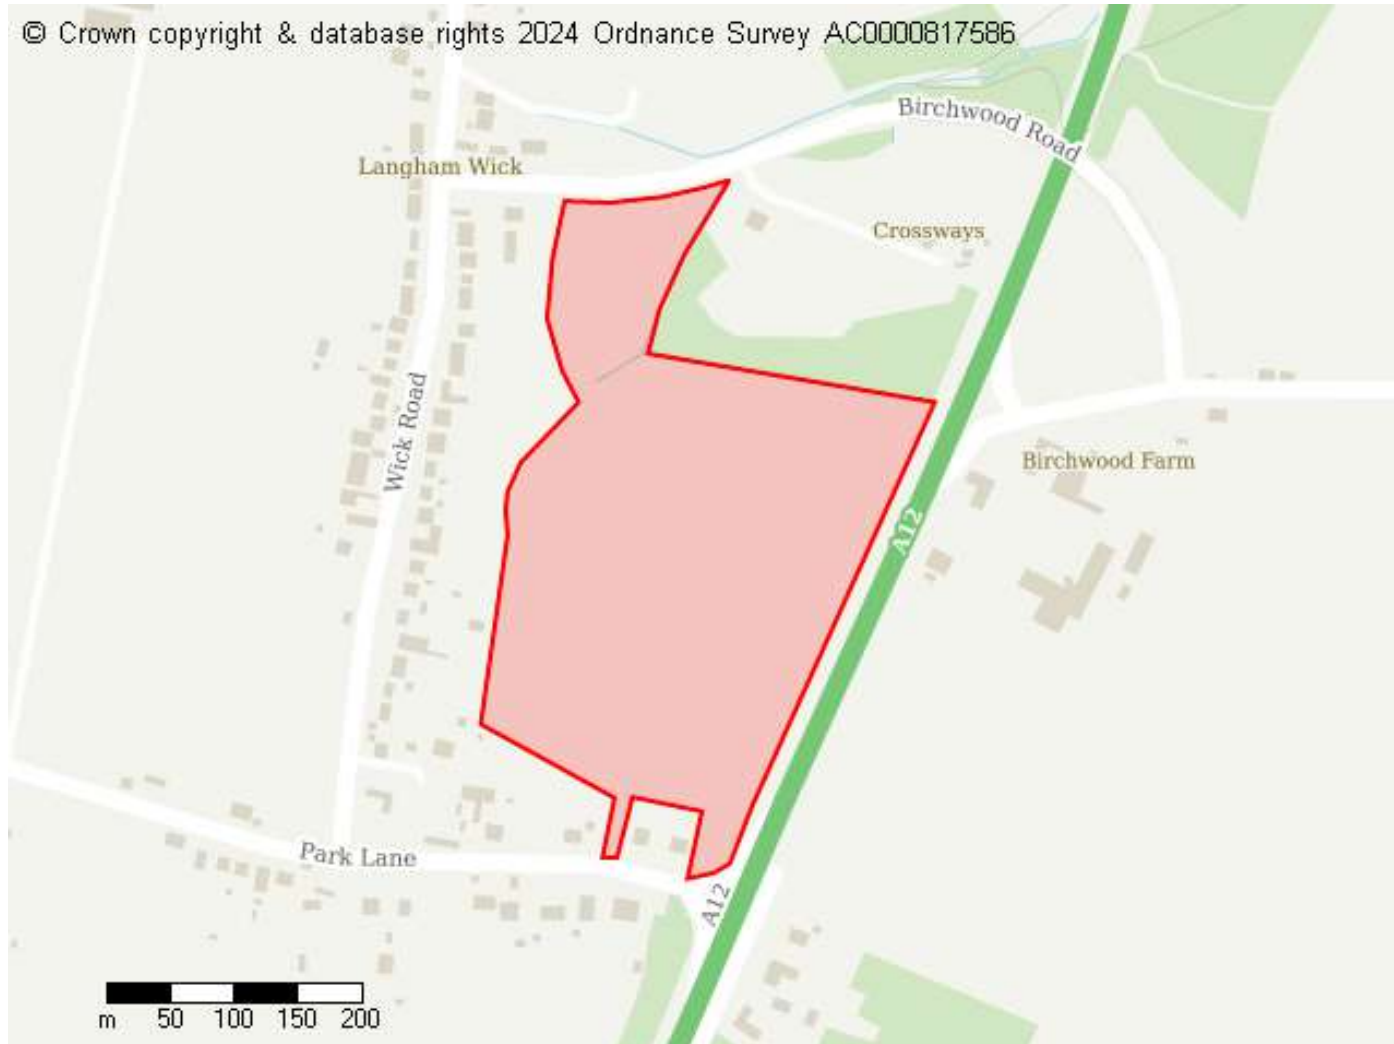 © Crown copyright & database rights 2024 Ordnance Survey AC0000817586
Birchwood Road
Langham Wick
Crossways
Wick Road
Birchwood Farm
A12
Park Lane
A12
m 50 100 150 200